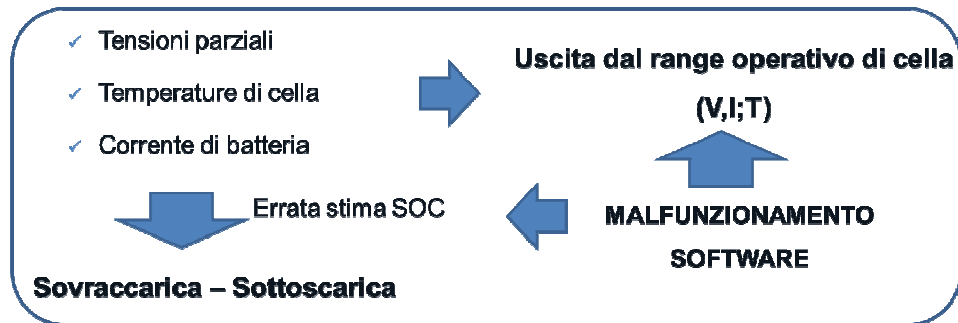 Tensioni parziali
Temperature di cella
Corrente di batteria
Uscita dal range operativo di cella
(V,I;T)
Errata stima SOC
MALFUNZIONAMENTO
SOFTWARE
Sovraccarica – Sottoscarica